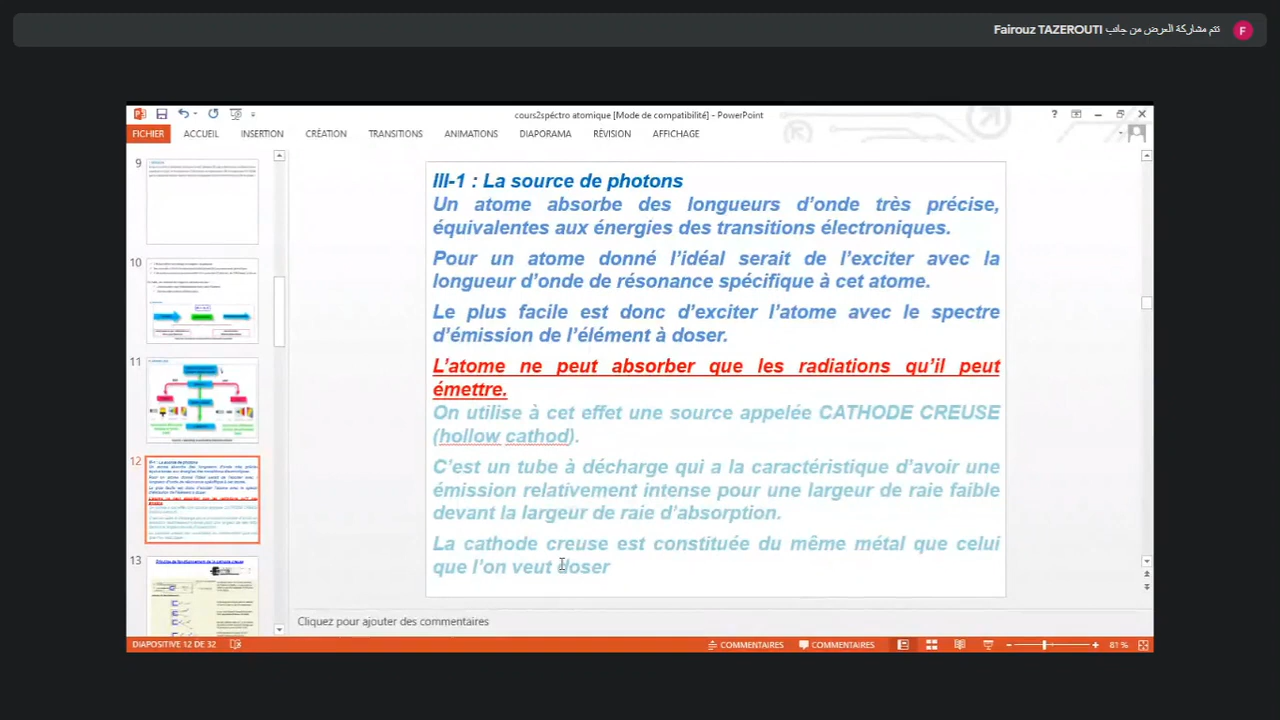 تتم مشاركة العرض من جانب Fairouz TAZEROUTI
F
cours2spéctro atomique [Mode de compatibilité] - PowerPoint
FICHIER ACCUEIL INSERTION CRÉATION TRANSITIONS ANIMATIONS DIAPORAMA RÉVISION AFFICHAGE
9
10
11
12
13
III-1 : La source de photons
Un atome absorbe des longueurs d'onde très précise,
équivalentes aux énergies des transitions électroniques.
Pour un atome donné l'idéal serait de l'exciter avec la
longueur d'onde de résonance spécifique à cet atome.
Le plus facile est donc d'exciter l'atome avec le spectre
d'émission de l'élément à doser.
L'atome ne peut absorber que les radiations qu'il peut
émettre.
On utilise à cet effet une source appelée CATHODE CREUSE
(hollow cathod).
C'est un tube à décharge qui a la caractéristique d'avoir une
émission relativement intense pour une largeur de raie faible
devant la largeur de raie d'absorption.
La cathode creuse est constituée du même métal que celui
que l'on veut doser
Cliquez pour ajouter des commentaires
DIAPOSITIVE 12 DE 32 COMMENTAIRES COMMENTAIRES 81 %